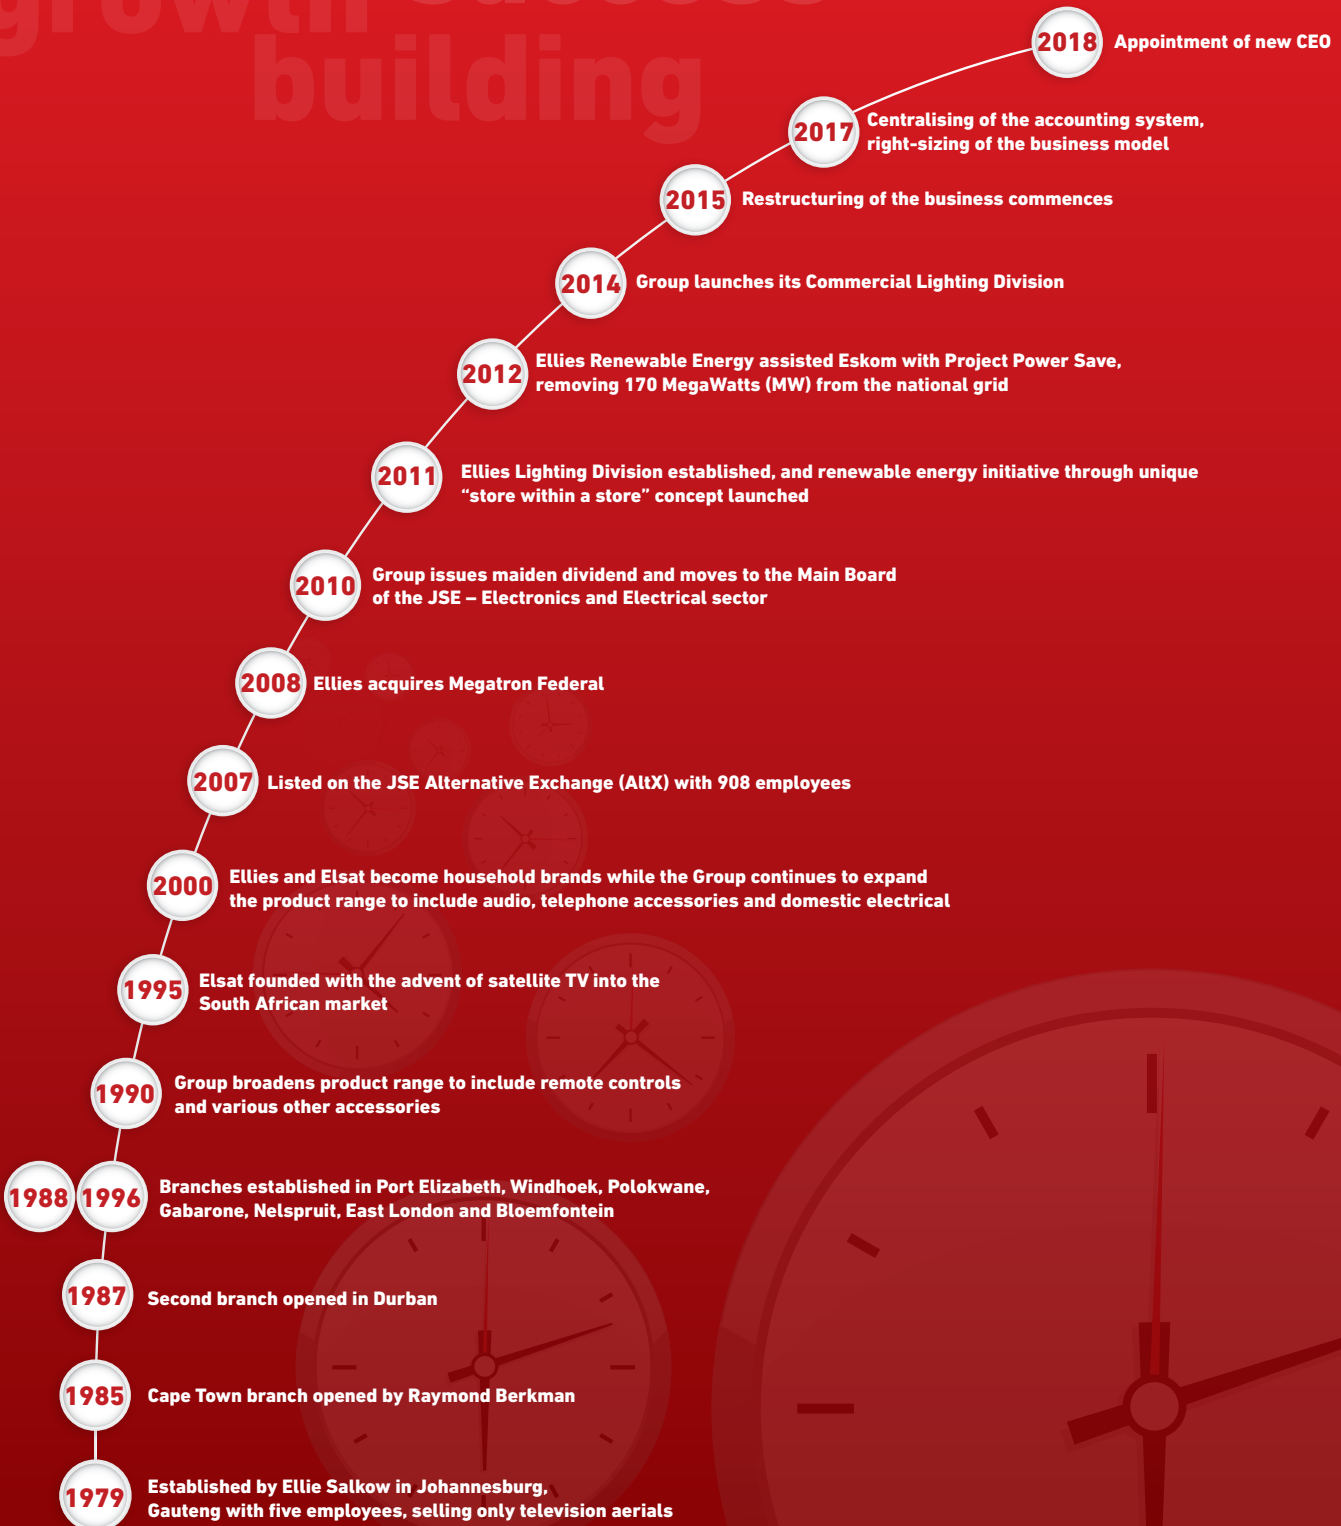 growth success
building
2018 Appointment of new CEO
2017 Centralising of the accounting system,
right-sizing of the business model
2015 Restructuring of the business commences
2014 Group launches its Commercial Lighting Division
2012 Ellies Renewable Energy assisted Eskom with Project Power Save,
removing 170 MegaWatts (MW) from the national grid
2011 Ellies Lighting Division established, and renewable energy initiative through unique
“store within a store” concept launched
2010 Group issues maiden dividend and moves to the Main Board
of the JSE – Electronics and Electrical sector
2008 Ellies acquires Megatron Federal
2007 Listed on the JSE Alternative Exchange (AltX) with 908 employees
2000 Ellies and Elsat become household brands while the Group continues to expand
the product range to include audio, telephone accessories and domestic electrical
1995 Elsat founded with the advent of satellite TV into the
South African market
1990 Group broadens product range to include remote controls
and various other accessories
1988 1996 Branches established in Port Elizabeth, Windhoek, Polokwane,
Gabarone, Nelspruit, East London and Bloemfontein
1987 Second branch opened in Durban
1985 Cape Town branch opened by Raymond Berkman
1979 Established by Ellie Salkow in Johannesburg,
Gauteng with five employees, selling only television aerials